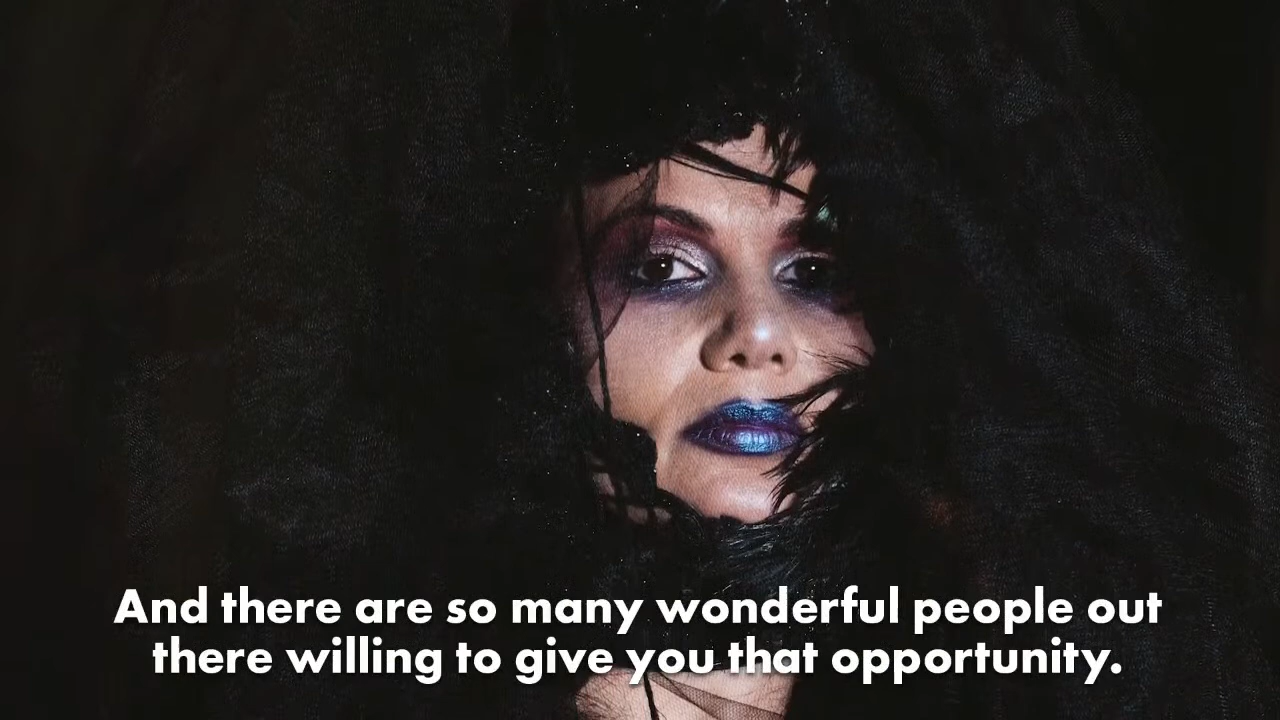 And there are so many wonderful people out
there willing to give you that opportunity.